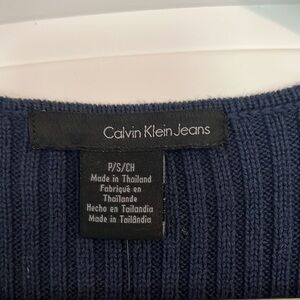 Calvin Klein Jeans
P/S/CH
Made in Thailand
Fabriqué en
Thaïlande
Hecho en Tailandia
Made in Tailândia